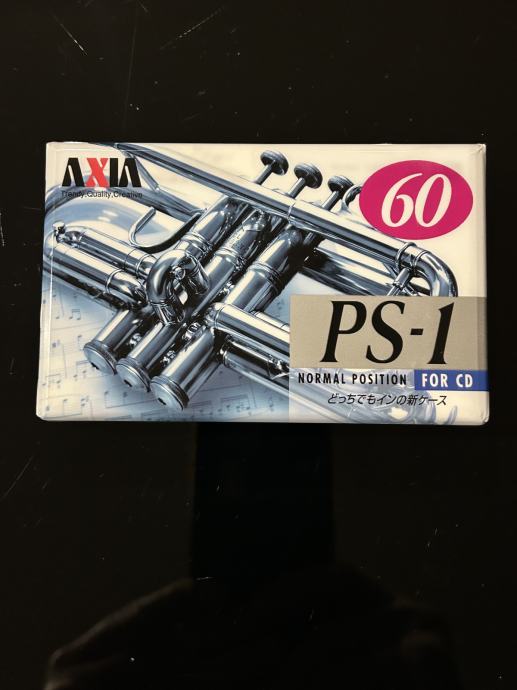 AXIA
Trendy, Quality, Creative
60
PS-1
NORMAL POSITION FOR CD
どっちでもインの新ケース